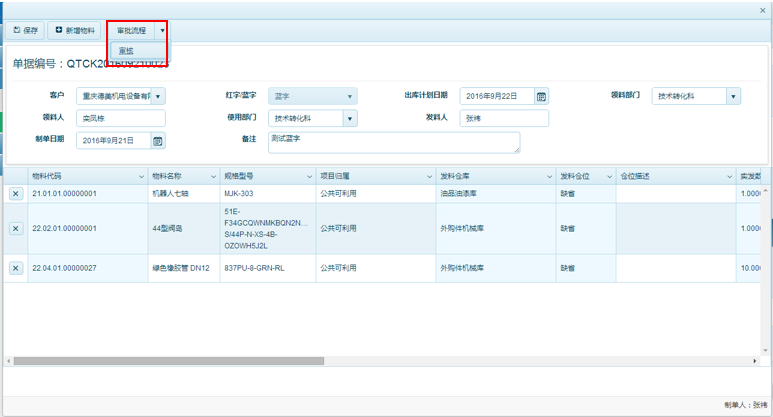 保存 新增物料 审批流程
审核
单据编号：QTCK201609210023
客户 重庆德美机电设备有限 红字/蓝字 蓝字 出库计划日期 2016年9月22日 领料部门 技术转化科
领料人 栾凤栋 使用部门 技术转化科 发料人 张祎
制单日期 2016年9月21日 备注 测试蓝字
物料代码 物料名称 规格型号 项目归属 发料仓库 发料仓位 仓位描述 实发数
21.01.01.00000001 机器人七轴 MJK-303 公共可利用 油品油漆库 缺省 1.0000
51E-
F34GCQWNMKBQN2N...
22.02.01.00000001 44型阀岛 S/44P-N-XS-4B- 公共可利用 外购件机械库 缺省 1.0000
OZOWH5J2L
22.04.01.00000027 绿色橡胶管 DN12 837PU-8-GRN-RL 公共可利用 外购件机械库 缺省 10.000
制单人：张祎